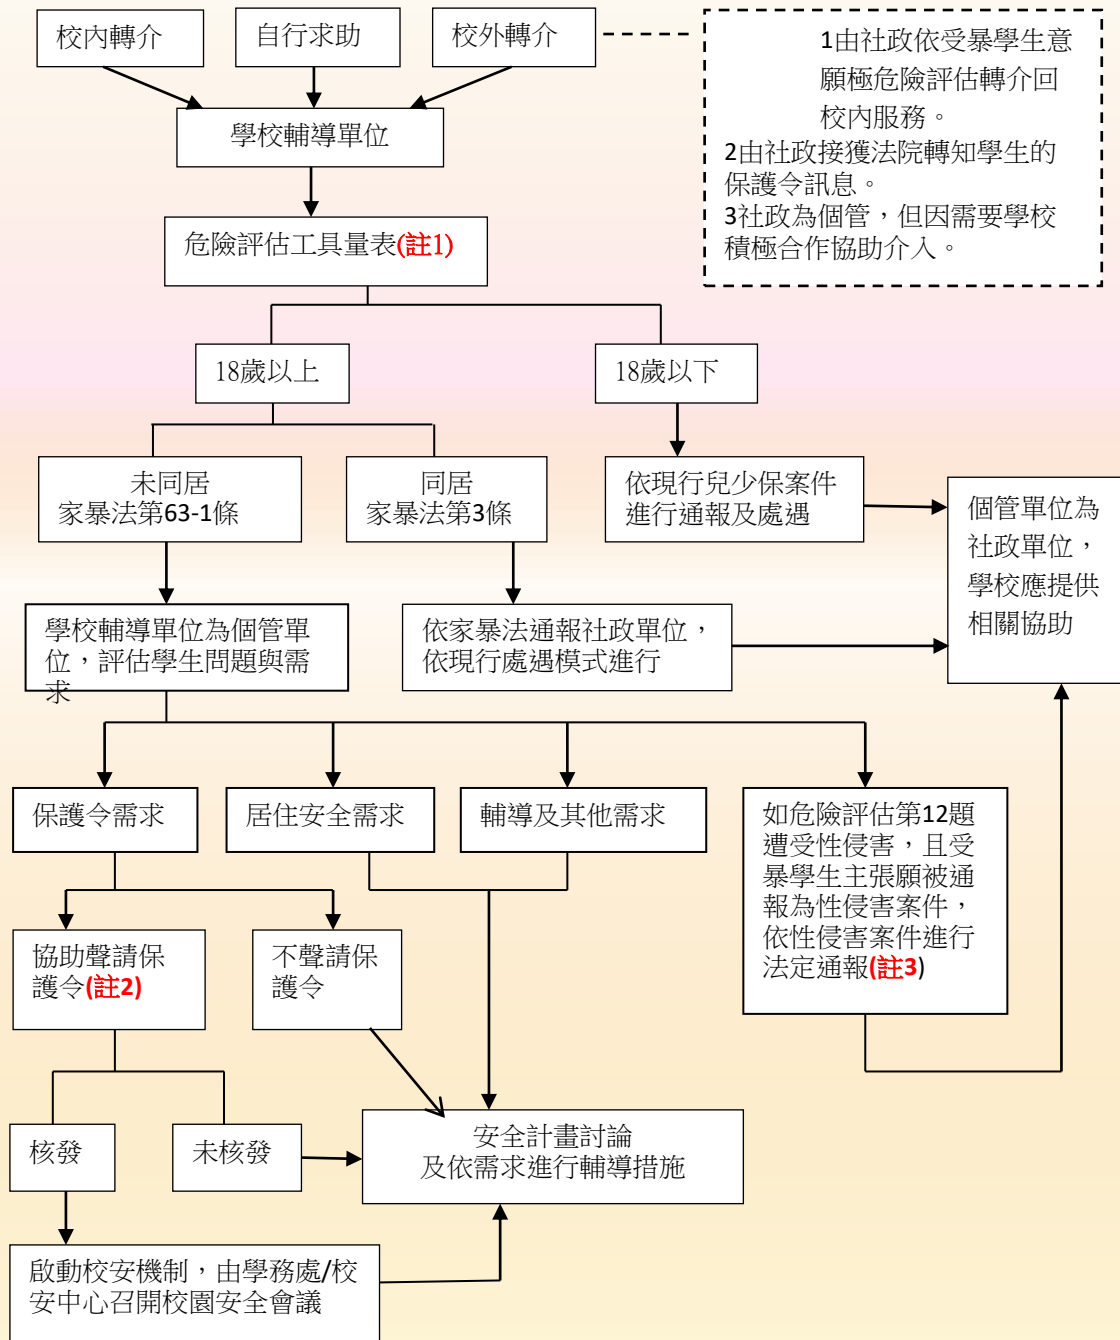 校內轉介
自行求助
校外轉介
1由社政依受暴學生意
願極危險評估轉介回
校內服務。
2由社政接獲法院轉知學生的
保護令訊息。
3社政為個管，但因需要學校
積極合作協助介入。
學校輔導單位
危險評估工具量表(註1)
18歲以上
18歲以下
未同居
家暴法第63-1條
同居
家暴法第3條
依現行兒少保案件
進行通報及處遇
個管單位為
社政單位，
學校應提供
相關協助
學校輔導單位為個管單
位，評估學生問題與需
求
依家暴法通報社政單位，
依現行處遇模式進行
保護令需求
居住安全需求
輔導及其他需求
如危險評估第12題
遭受性侵害，且受
暴學生主張願被通
報為性侵害案件，
依性侵害案件進行
法定通報(註3)
協助聲請保
護令(註2)
不聲請保
護令
核發
未核發
安全計畫討論
及依需求進行輔導措施
啟動校安機制，由學務處/校
安中心召開校園安全會議